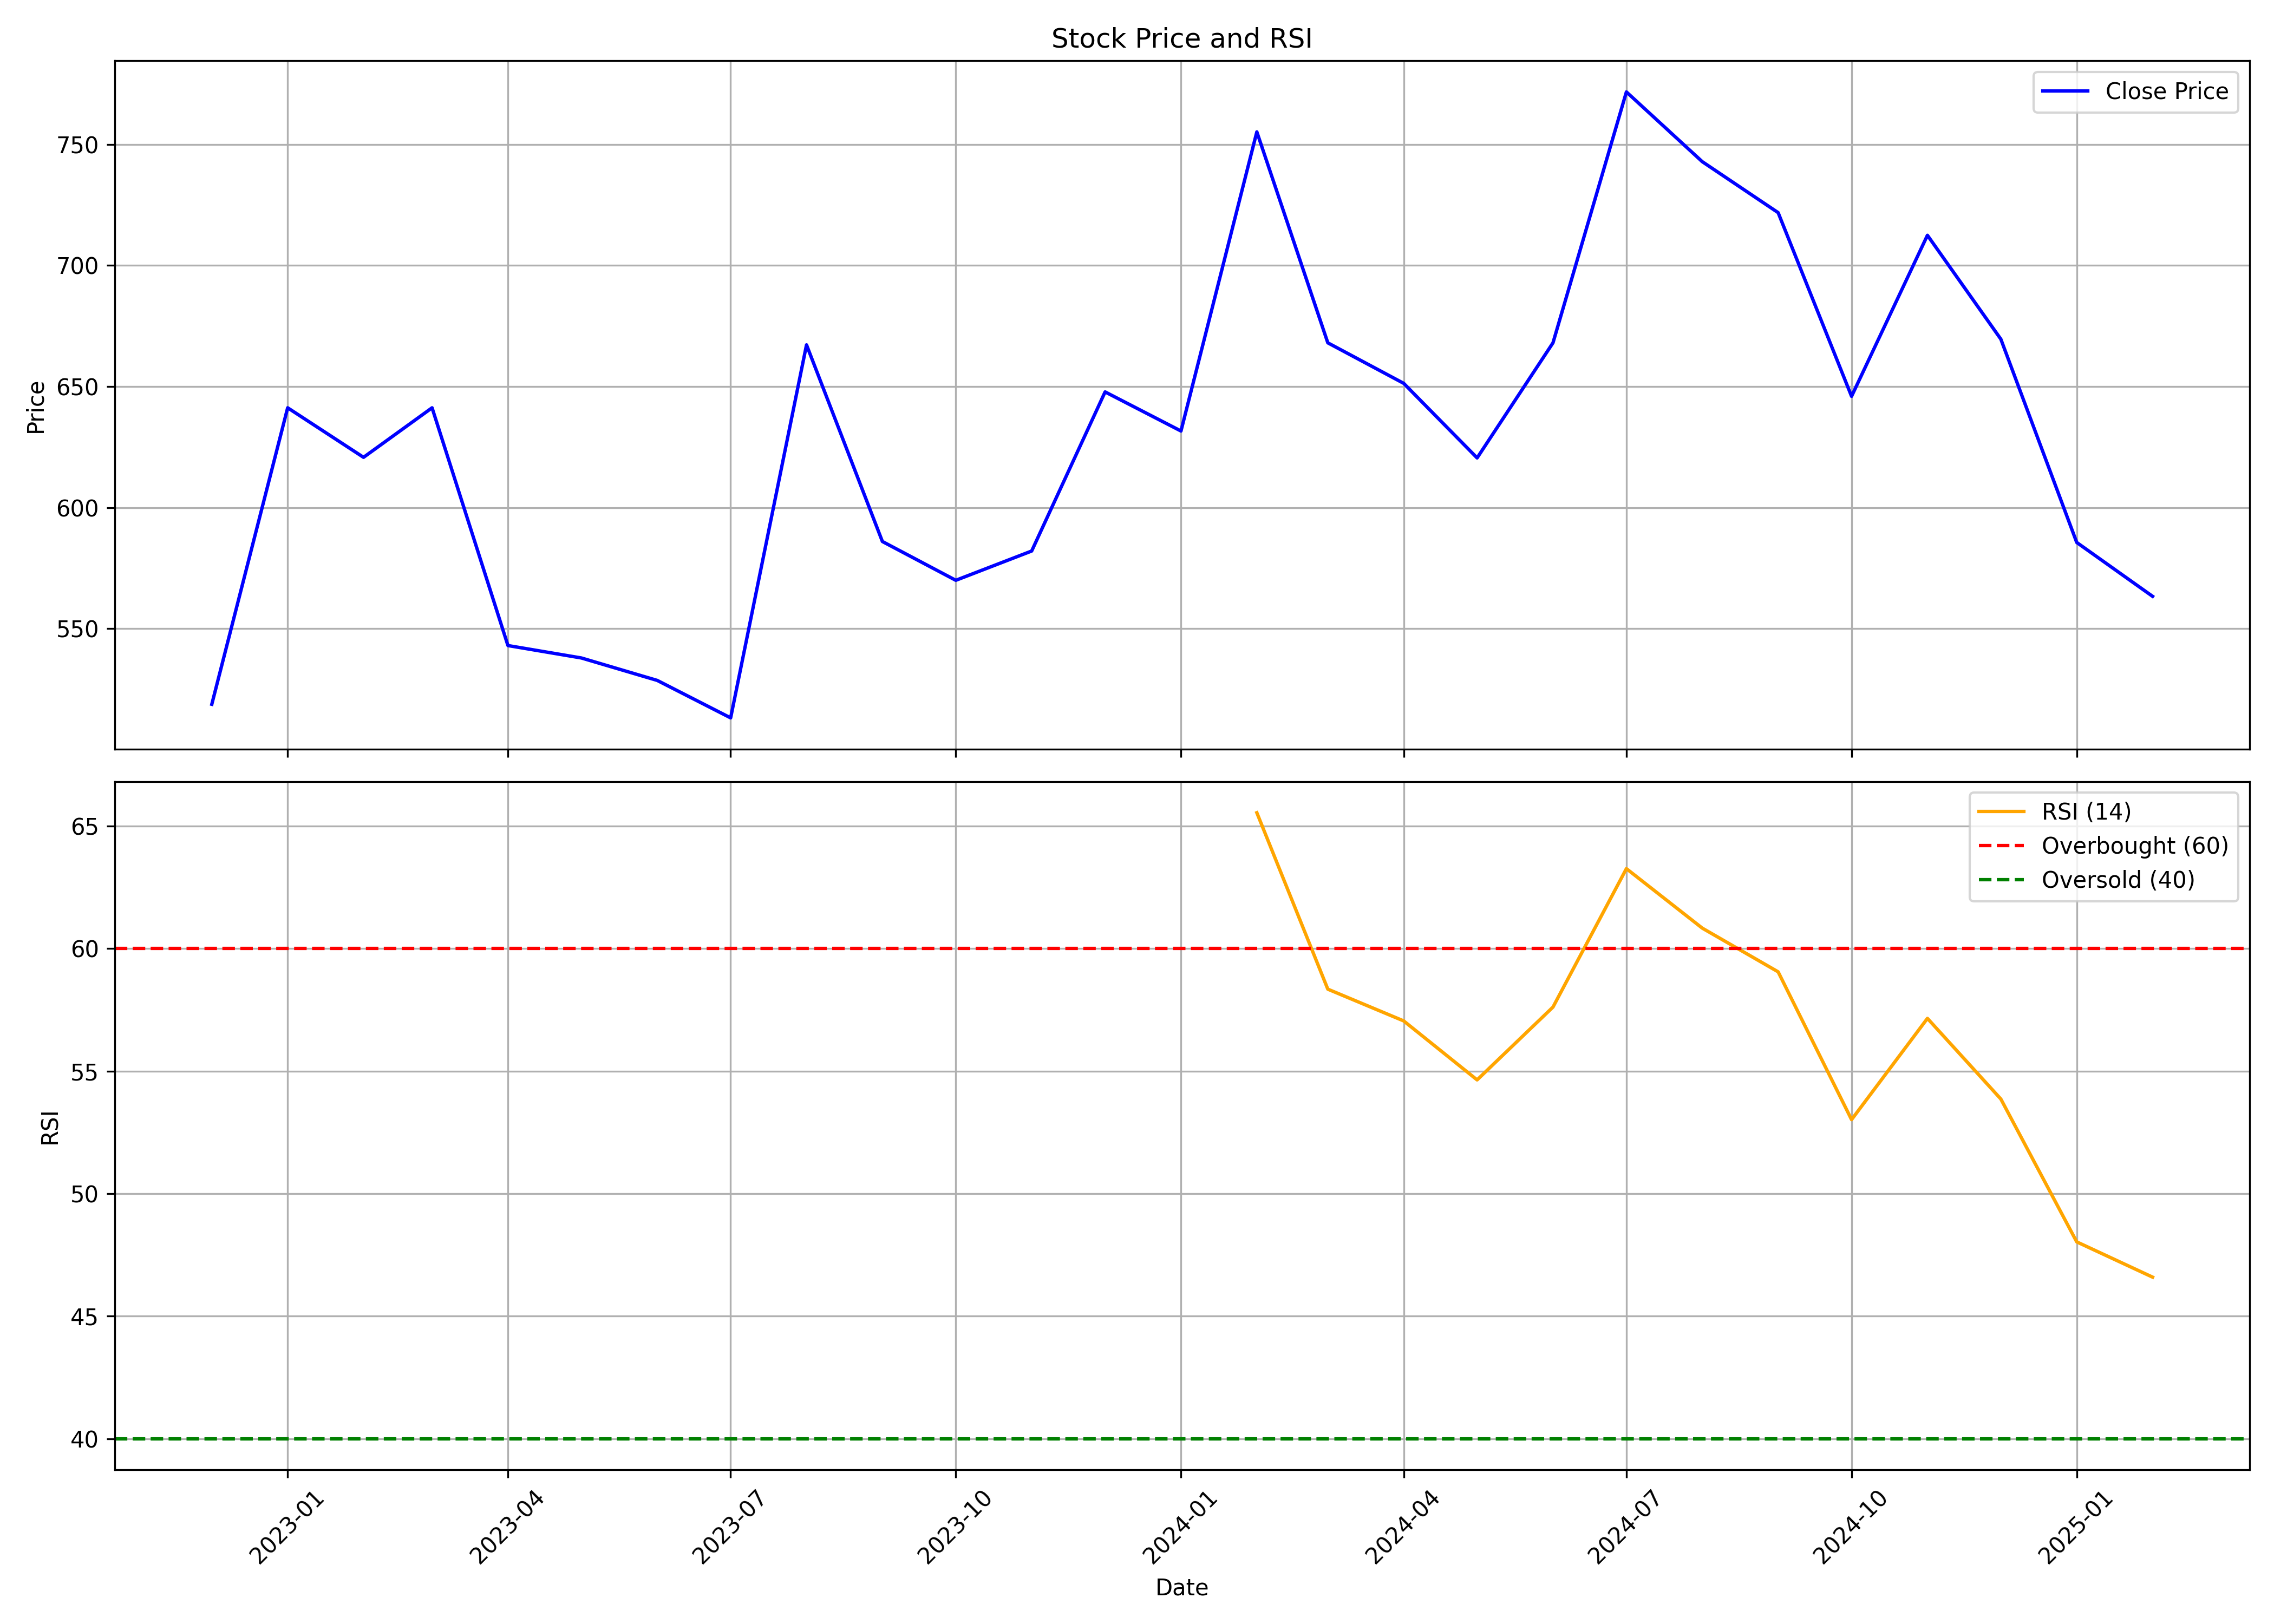 Stock Price and RSI
Close Price
Price
750
700
650
600
550
RSI (14)
Overbought (60)
Oversold (40)
RSI
65
60
55
50
45
40
2023-01
2023-04
2023-07
2023-10
2024-01
2024-04
2024-07
2024-10
2025-01
Date